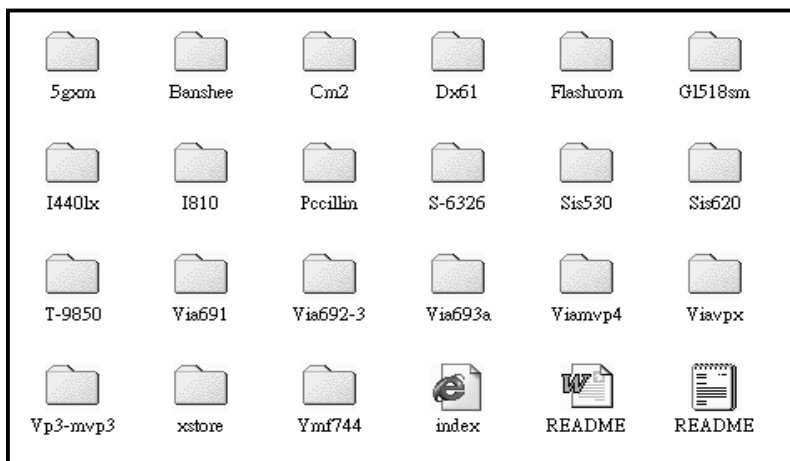 5gxm Banshee Cm2 Dx61 Flashrom Gl518sm
I440lx I810 Pccillin S-6326 Sis530 Sis620
T-9850 Via691 Via692-3 Via693a Viamvp4 Viavpx
Vp3-mvp3 xstore Ymf744 index README README